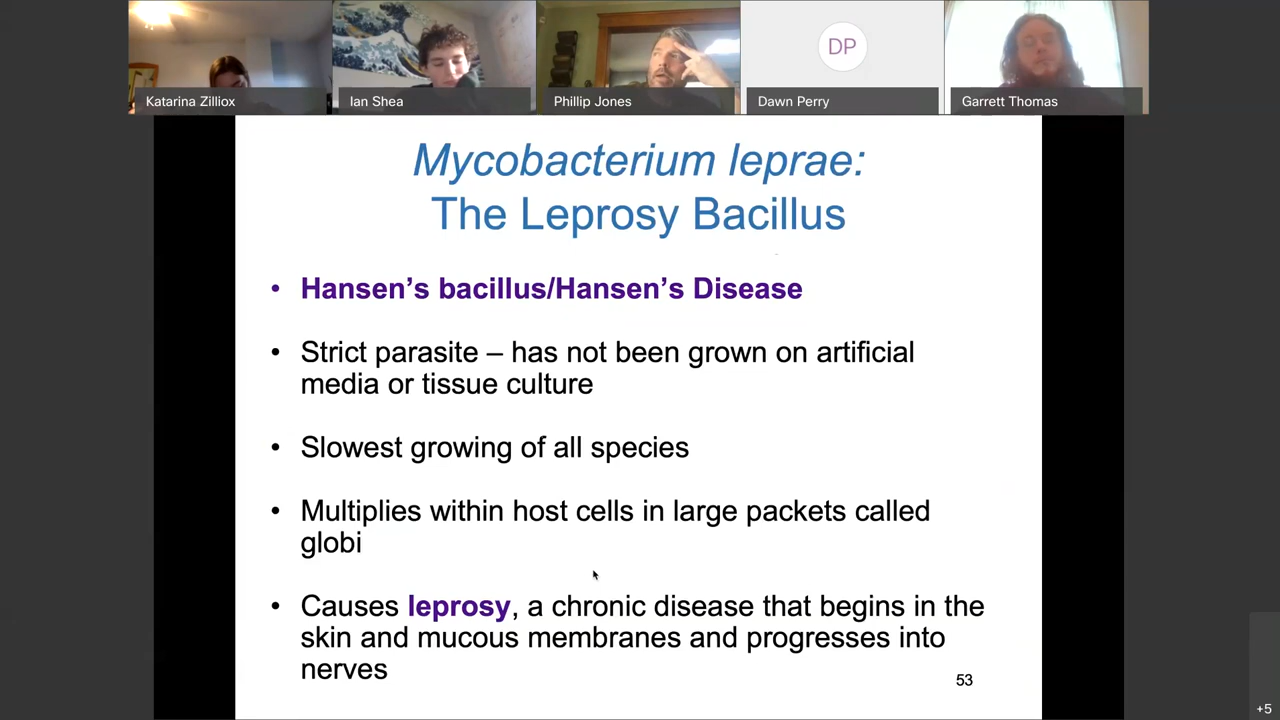 Katarina Zilliox
Ian Shea
Phillip Jones
DP
Dawn Perry
Garrett Thomas
Mycobacterium leprae:
The Leprosy Bacillus
• Hansen’s bacillus/Hansen’s Disease
• Strict parasite – has not been grown on artificial
media or tissue culture
• Slowest growing of all species
• Multiplies within host cells in large packets called
globi
• Causes leprosy, a chronic disease that begins in the
skin and mucous membranes and progresses into
nerves
53
+5